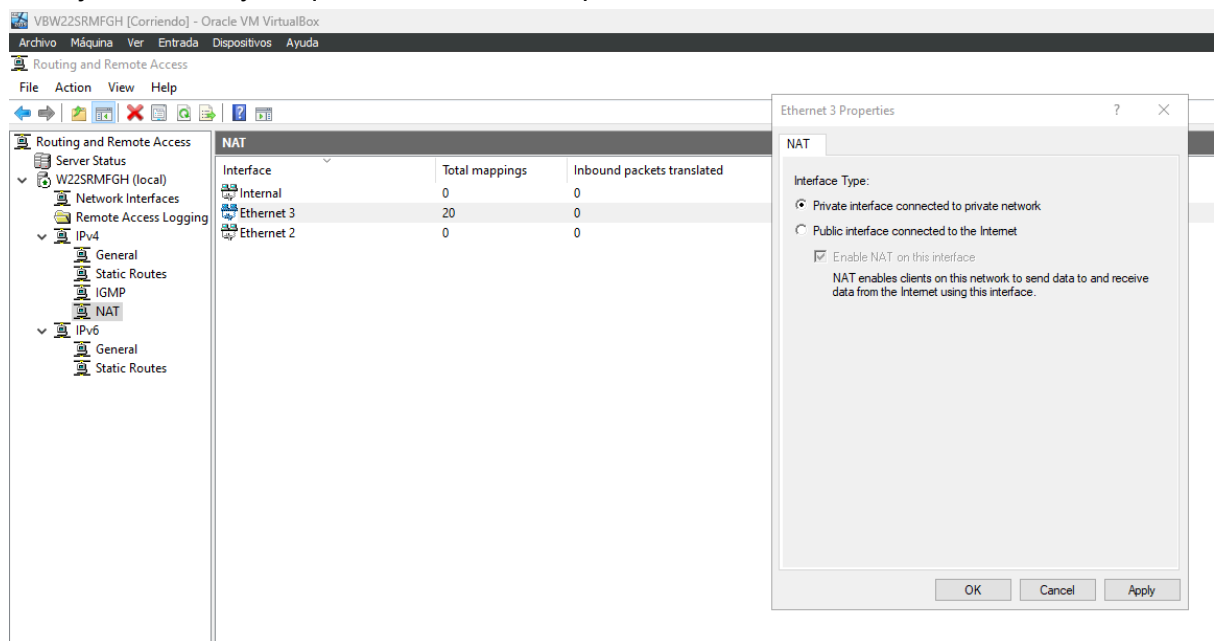 VBW22SRMFGH [Corriendo] - Oracle VM VirtualBox
Archivo Máquina Ver Entrada Dispositivos Ayuda
Routing and Remote Access
File Action View Help
Routing and Remote Access
Server Status
W22SRMFGH (local)
Network Interfaces
Remote Access Logging
IPv4
General
Static Routes
IGMP
NAT
IPv6
General
Static Routes
NAT
Interface Total mappings Inbound packets translated
Internal 0 0
Ethernet 3 20 0
Ethernet 2 0 0
Ethernet 3 Properties ? ×
NAT
Interface Type:
Private interface connected to private network
Public interface connected to the Internet
Enable NAT on this interface
NAT enables clients on this network to send data to and receive
data from the Internet using this interface.
OK Cancel Apply